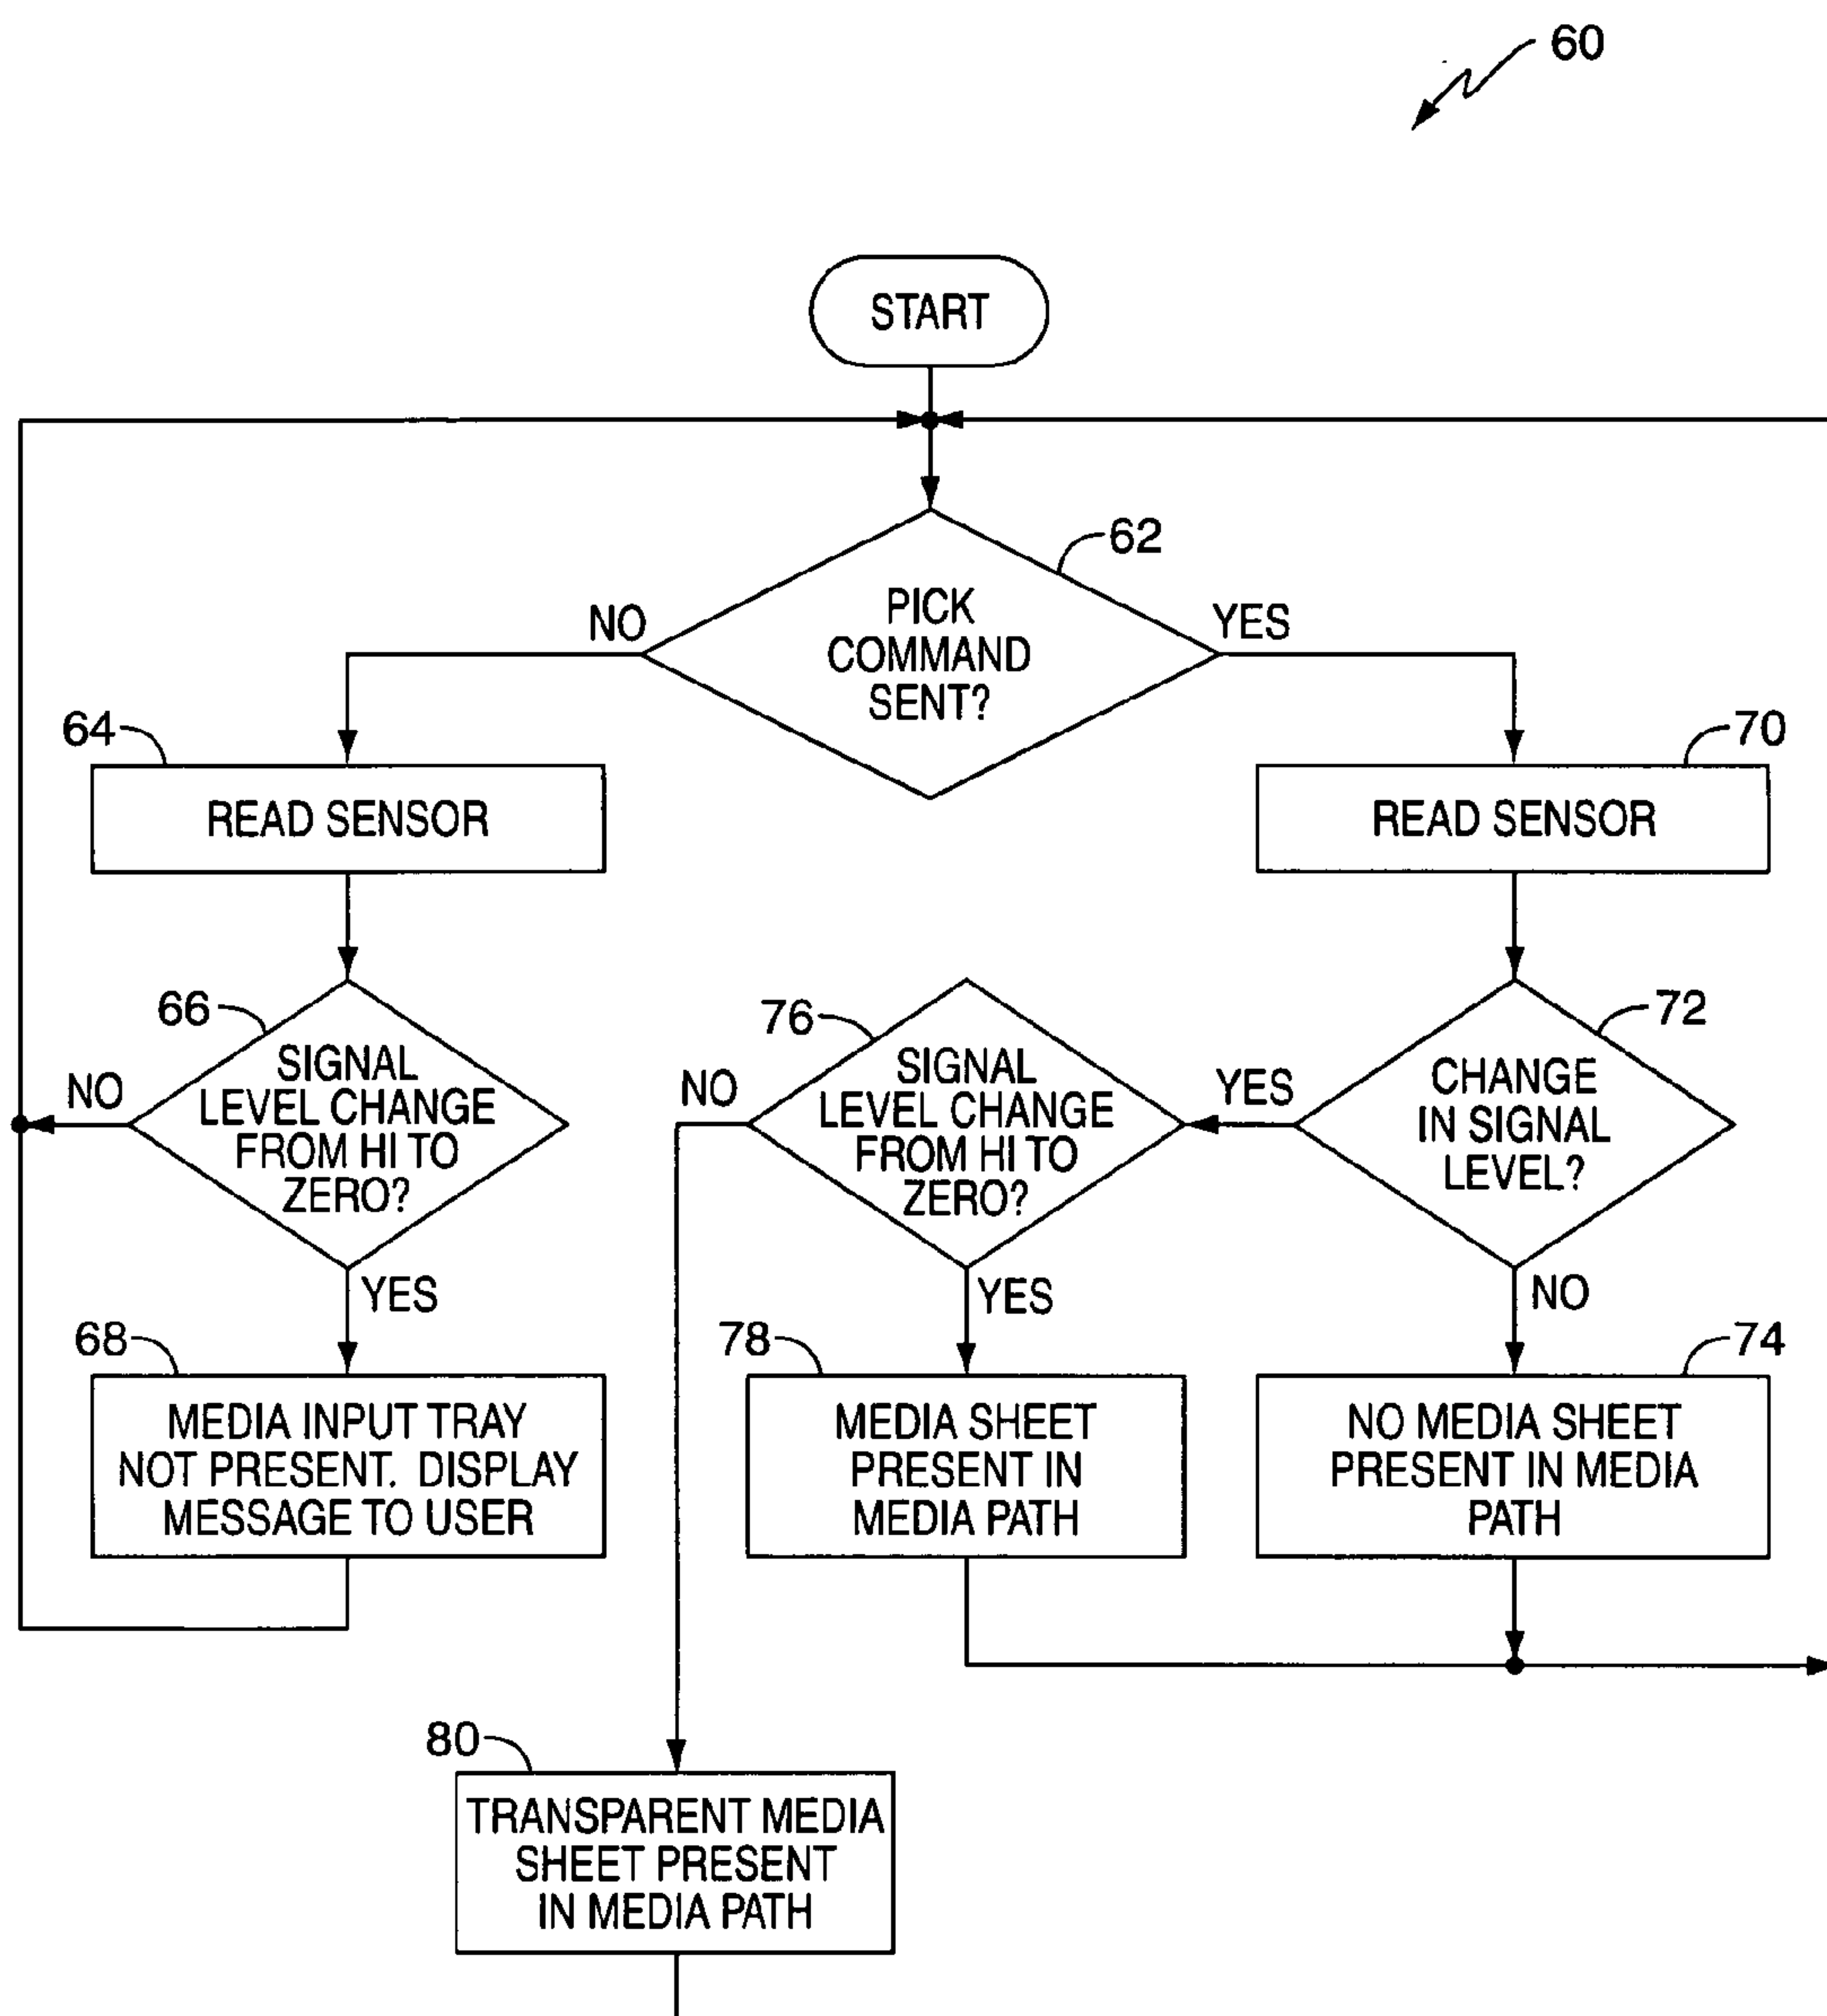 60
START
62
PICK
COMMAND
SENT?
NO
YES
64
READ SENSOR
70
READ SENSOR
66
SIGNAL
LEVEL CHANGE
FROM HI TO
ZERO?
NO
YES
76
SIGNAL
LEVEL CHANGE
FROM HI TO
ZERO?
NO
YES
72
CHANGE
IN SIGNAL
LEVEL?
YES
NO
68
MEDIA INPUT TRAY
NOT PRESENT. DISPLAY
MESSAGE TO USER
78
MEDIA SHEET
PRESENT IN
MEDIA PATH
74
NO MEDIA SHEET
PRESENT IN MEDIA
PATH
80
TRANSPARENT MEDIA
SHEET PRESENT
IN MEDIA PATH